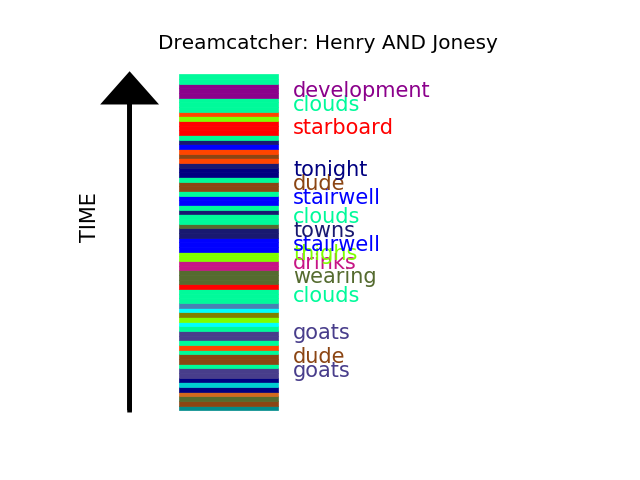 Dreamcatcher: Henry AND Jonesy
development
clouds
starboard
tonight
dude
stairwell
clouds
towns
stairwell
thighs
drinks
wearing
clouds
goats
dude
goats
TIME